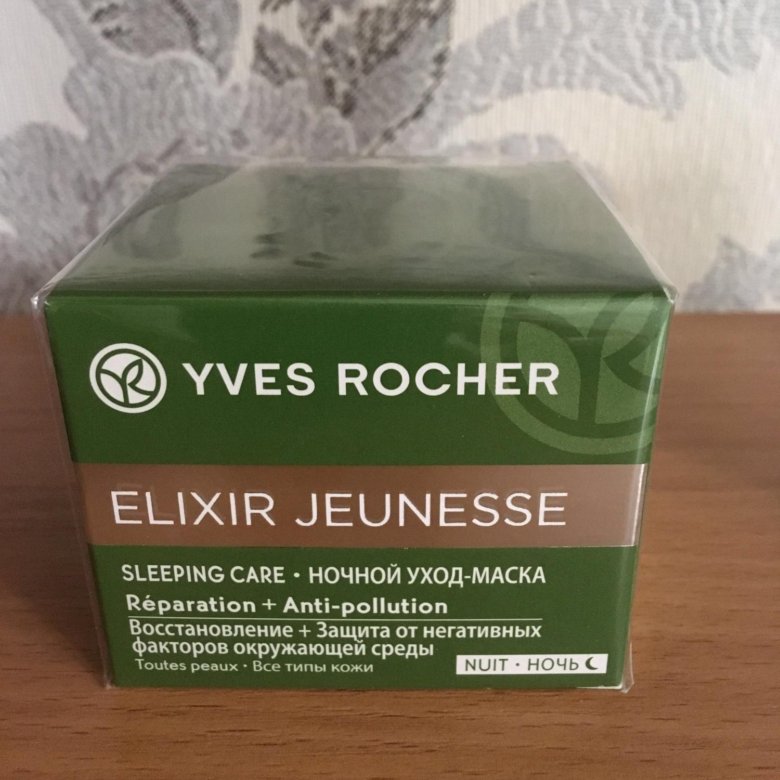 YVES ROCHER
ELIXIR JEUNESSE
SLEEPING CARE • НОЧНОЙ УХОД-МАСКА
Réparation + Anti-pollution
Восстановление + Защита от негативных
факторов окружающей среды
Toutes peaux • Все типы кожи
NUIT • НОЧЬ